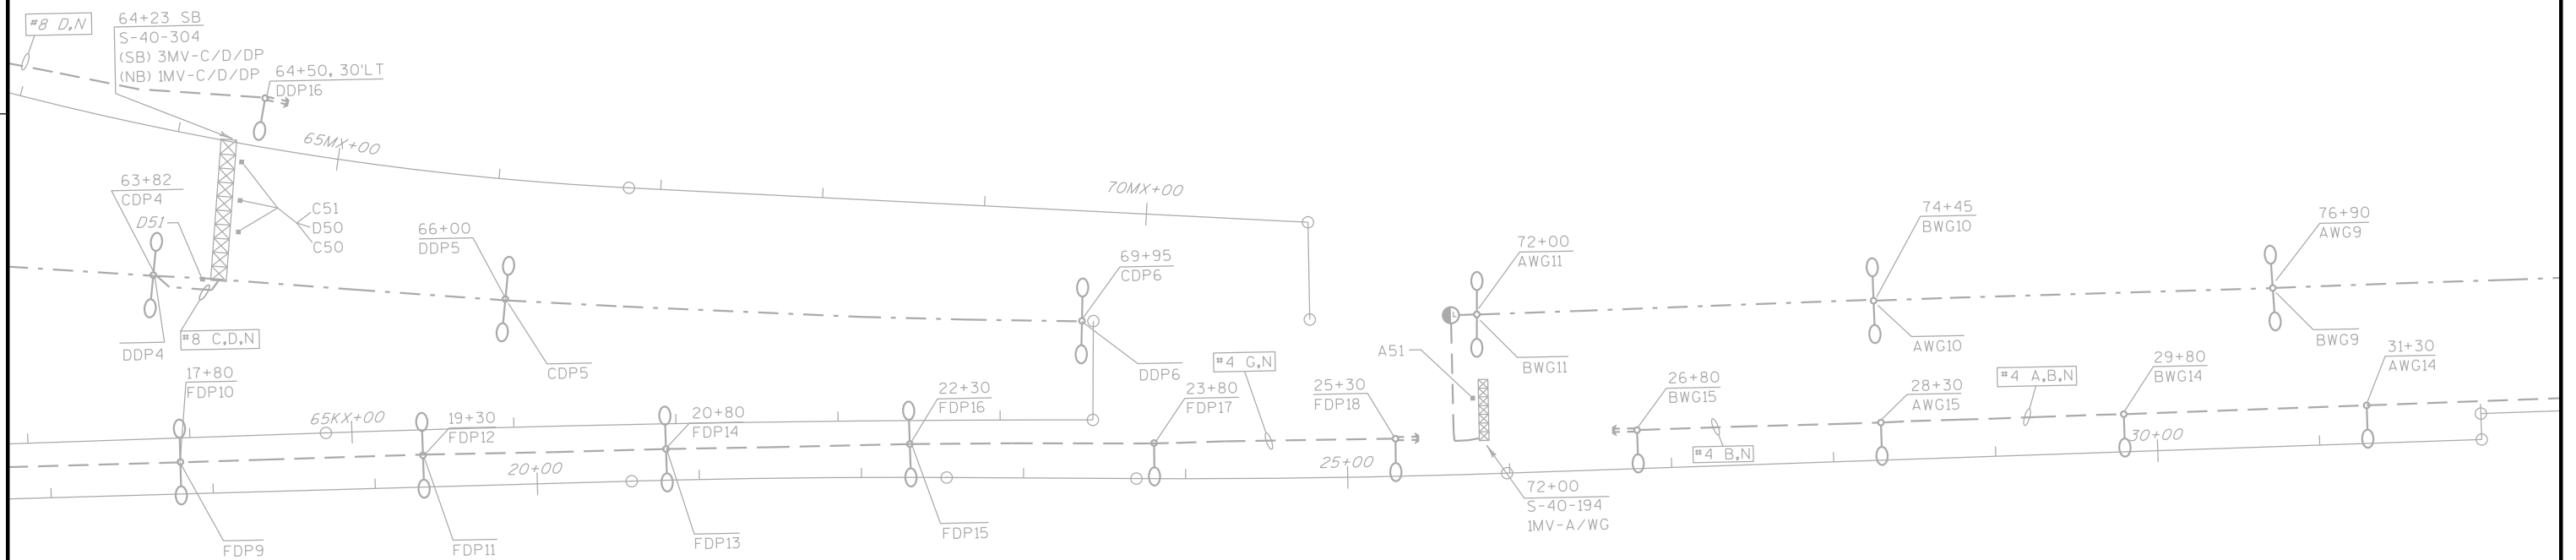 #8 D,N
64+23 SB
S-40-304
(SB) 3MV-C/D/DP
(NB) 1MV-C/D/DP
64+50, 30'LT
DDP16
65MX+00
63+82
CDP4
D51
C51
D50
C50
DDP4
#8 C,D,N
66+00
DDP5
CDP5
70MX+00
69+95
CDP6
DDP6
72+00
AWG11
BWG11
A51
74+45
BWG10
AWG10
76+90
AWG9
BWG9
17+80
FDP10
FDP9
65KX+00
19+30
FDP12
FDP11
20+00
20+80
FDP14
FDP13
22+30
FDP16
FDP15
23+80
FDP17
#4 G,N
25+30
FDP18
25+00
72+00
S-40-194
1MV-A/WG
26+80
BWG15
#4 B,N
28+30
AWG15
#4 A,B,N
29+80
BWG14
30+00
31+30
AWG14